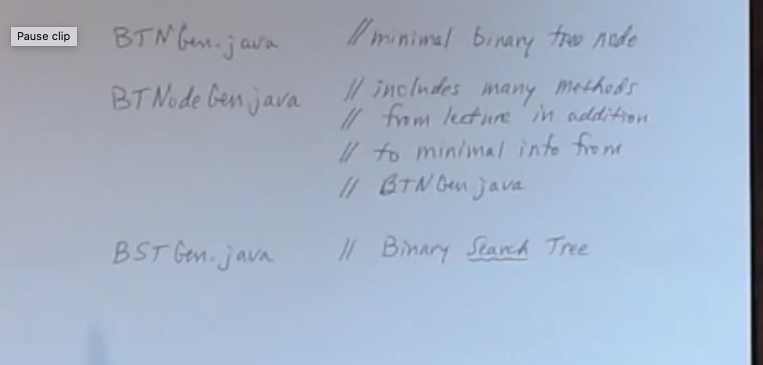 Pause clip
BTNGen.java //minimal binary tree node
BTNodeGen.java // includes many methods
// from lecture in addition
// to minimal info from
// BTNGen.java
BSTGen.java // Binary Search Tree